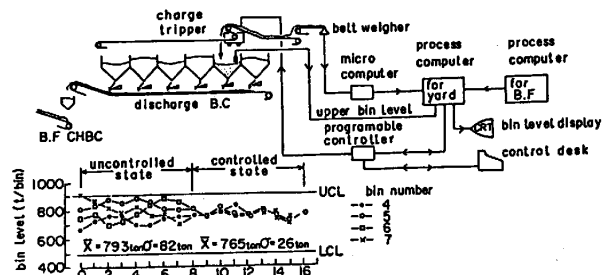 charge
tripper
belt weigher
micro
computer
process
computer
process
computer
for
yard
for
B.F
discharge B.C
B.F CHBC
upper bin level
programable
controller
CRT
bin level display
control desk
uncontrolled
state
controlled
state
bin level (t/bin)
1000
800
600
400
UCL
LCL
X̄=793ton σ=82ton
X̄=765ton σ=26ton
0 2 4 6 8 10 12 14 16
bin number
4
5
6
7